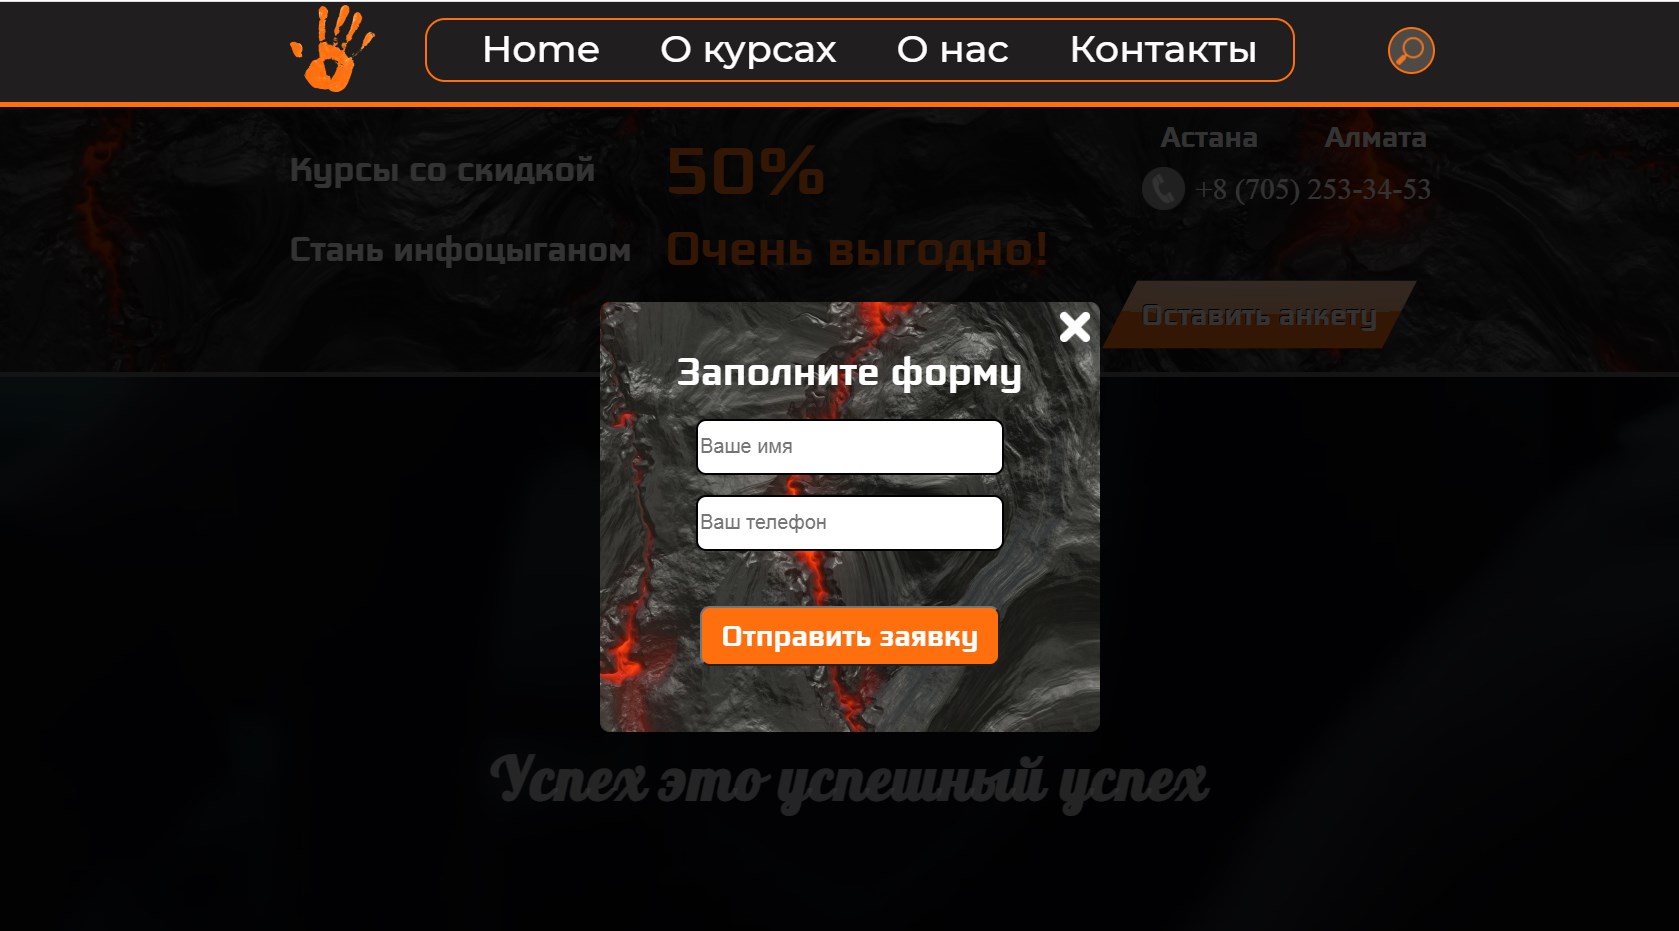 Home О курсах О нас Контакты
Астана Алмата
Курсы со скидкой 50%
+8 (705) 253-34-53
Стань инфоцыганом Очень выгодно!
Оставить анкету
Заполните форму
Ваше имя
Ваш телефон
Отправить заявку
Успех это успешный успех